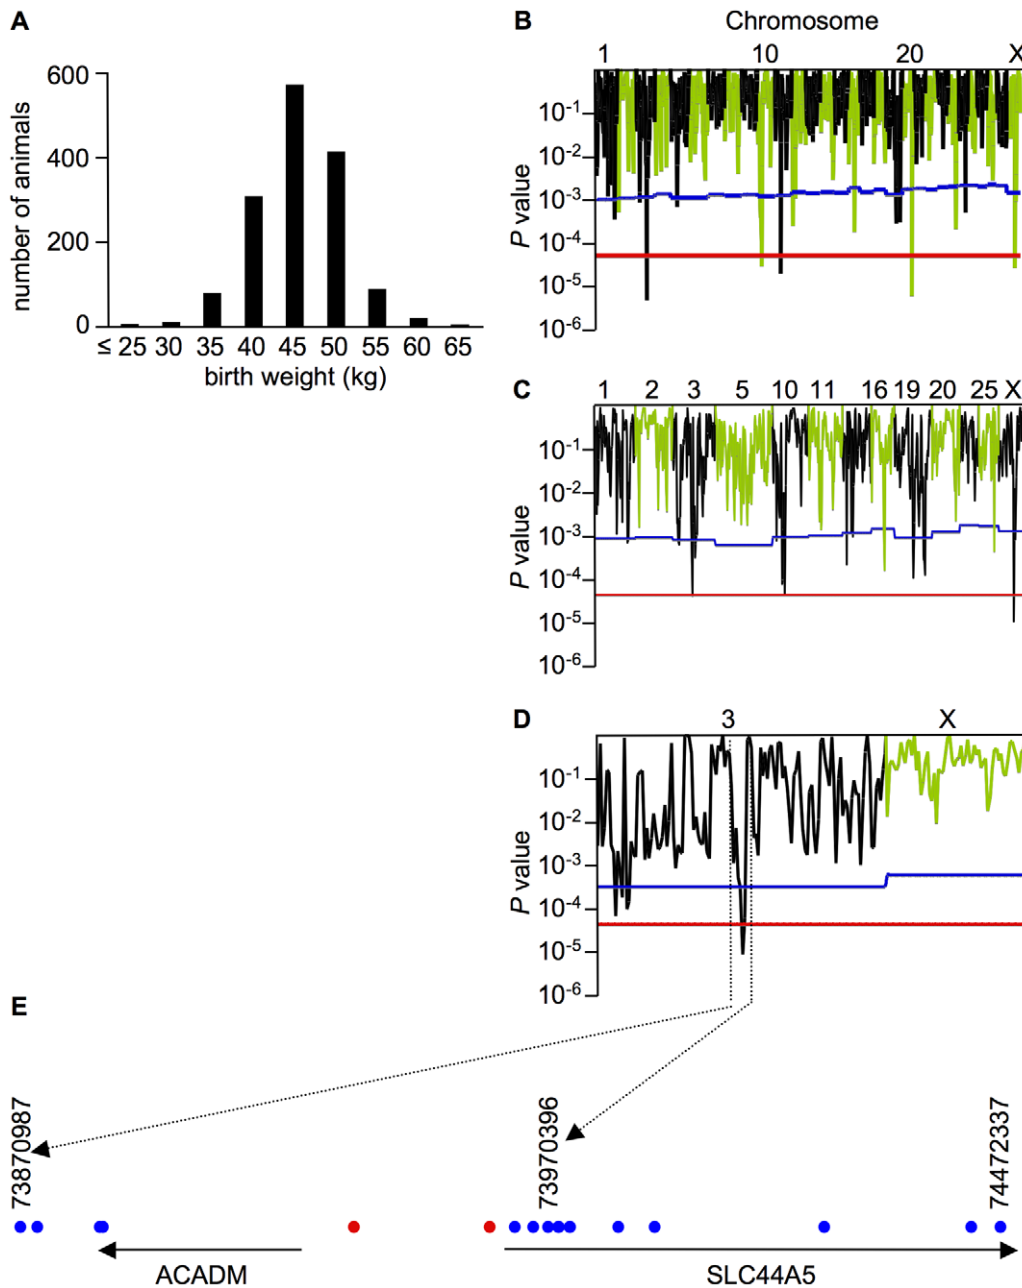 A
number of animals
600
400
200
0
≤ 25 30 35 40 45 50 55 60 65
birth weight (kg)
B
Chromosome
1 10 20 X
P value
10-1
10-2
10-3
10-4
10-5
10-6
C
1 2 3 5 10 11 16 19 20 25 X
P value
10-1
10-2
10-3
10-4
10-5
10-6
D
3 X
P value
10-1
10-2
10-3
10-4
10-5
10-6
E
73870987
73970396
74472337
ACADM
SLC44A5